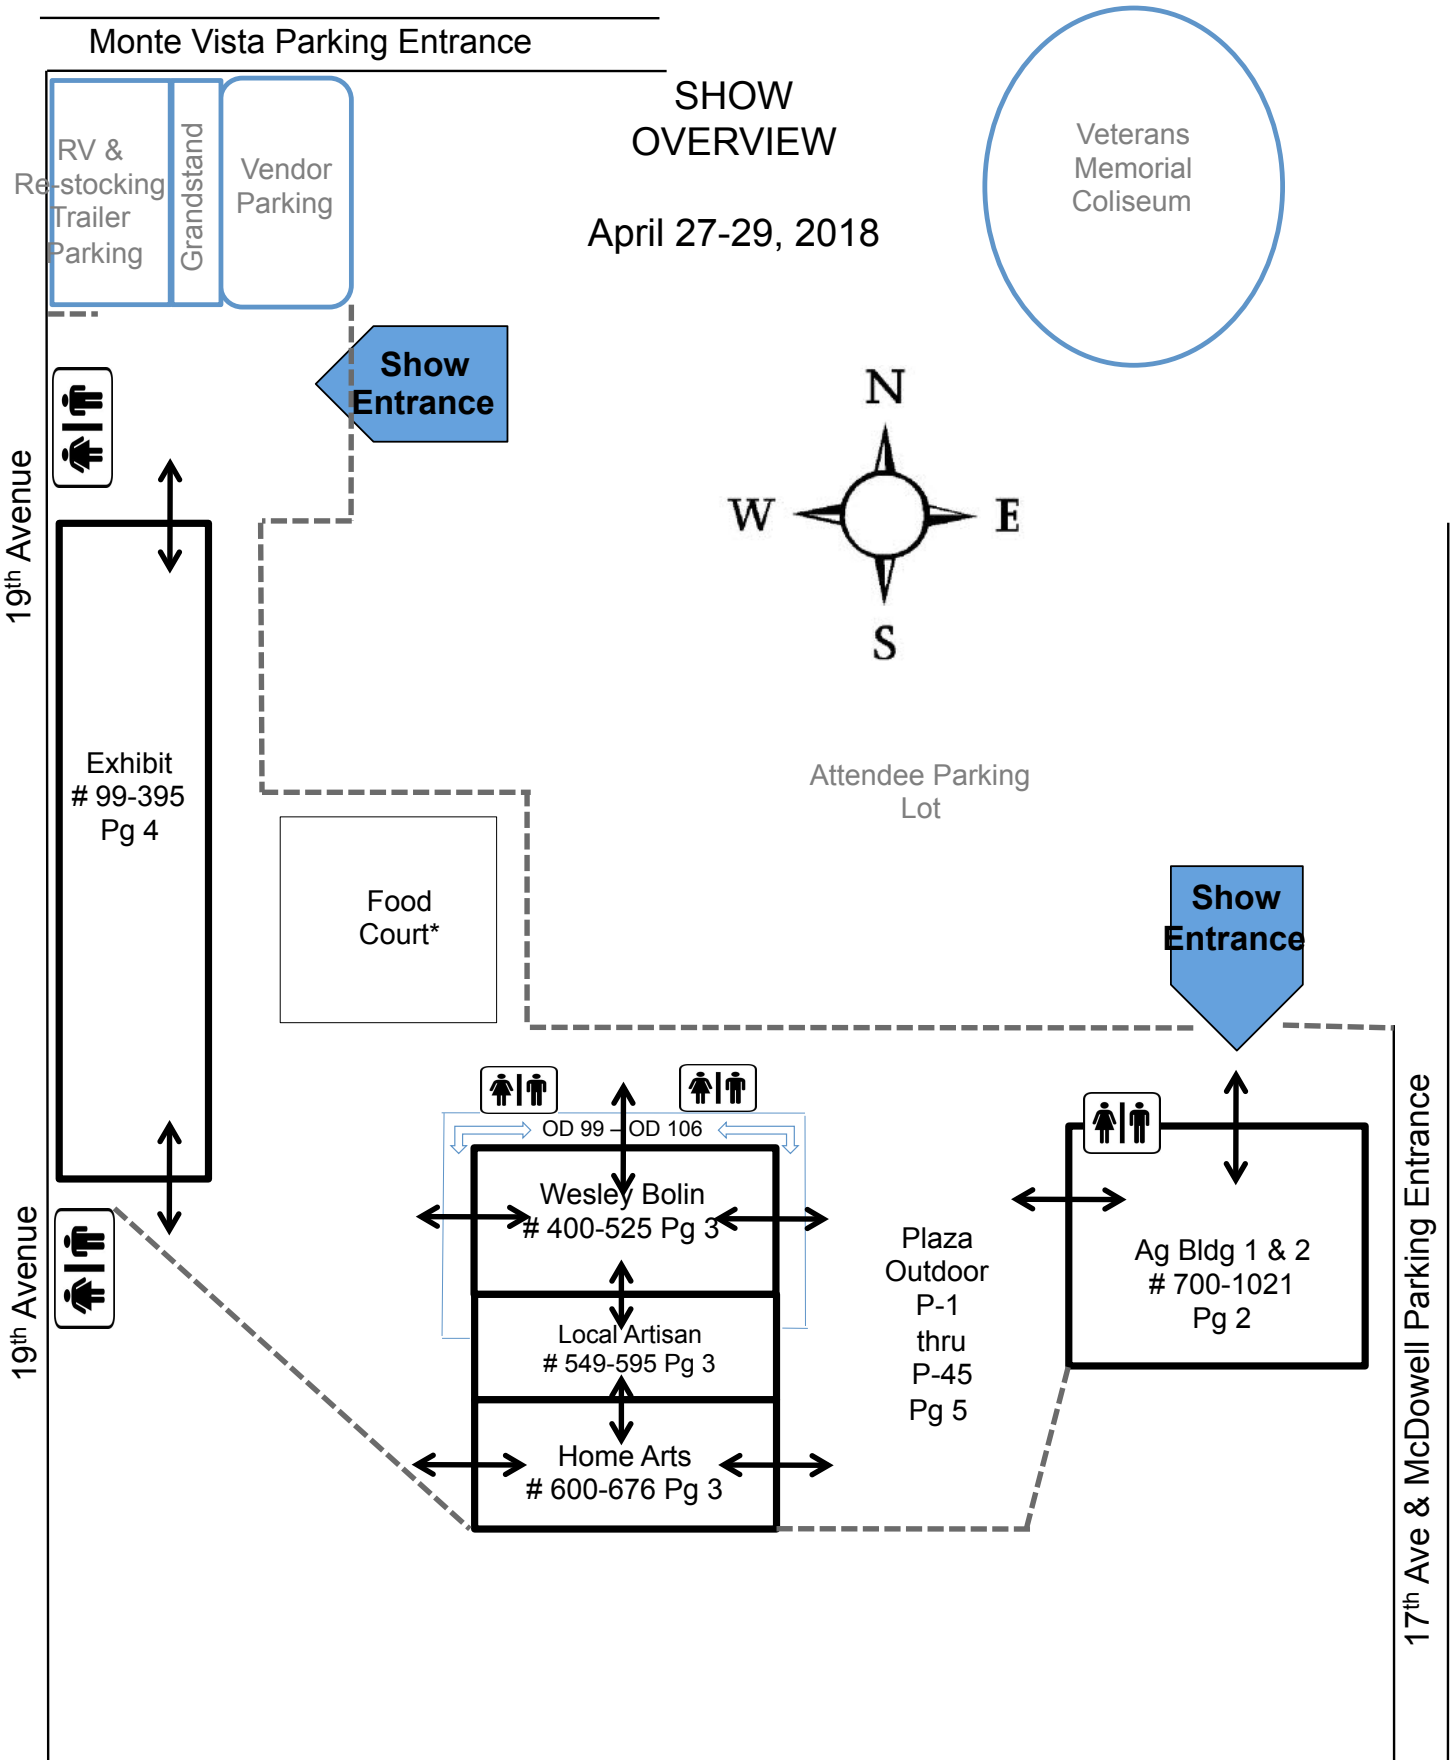 Monte Vista Parking Entrance
SHOW
OVERVIEW
April 27-29, 2018
RV &
Re-stocking
Trailer
Parking
Grandstand
Vendor
Parking
Veterans
Memorial
Coliseum
Show
Entrance
N
W
E
S
19th Avenue
Exhibit
# 99-395
Pg 4
Attendee Parking
Lot
Food
Court*
Show
Entrance
OD 99 – OD 106
Wesley Bolin
# 400-525 Pg 3
Local Artisan
# 549-595 Pg 3
Home Arts
# 600-676 Pg 3
Plaza
Outdoor
P-1
thru
P-45
Pg 5
Ag Bldg 1 & 2
# 700-1021
Pg 2
19th Avenue
17th Ave & McDowell Parking Entrance